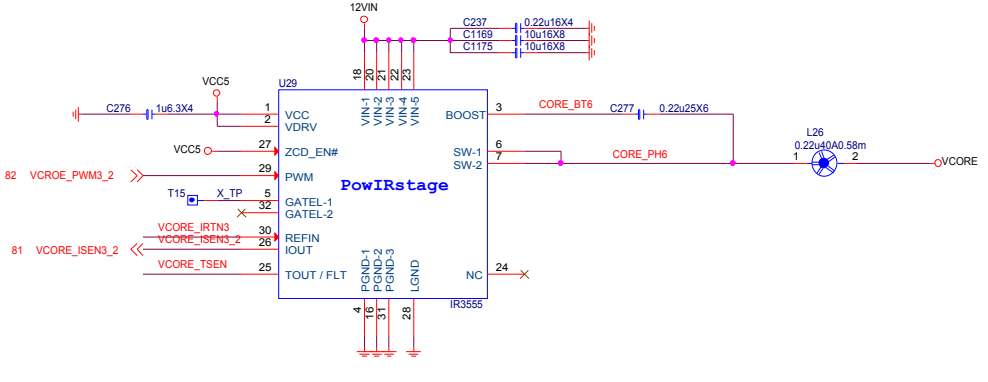 12VIN
C237 0.22u16X4
C1169 10u16X8
C1175 10u16X8
18 20 21 22 23
VCC5
U29
C276 1u6.3X4
1 VCC
2 VDRV
VIN-1 VIN-2 VIN-3 VIN-4 VIN-5
BOOST 3
CORE_BT6
C277 0.22u25X6
VCC5
27 ZCD_EN#
SW-1 6
SW-2 7
CORE_PH6
L26
0.22u40A0.58m
1 2
VCORE
82 VCROE_PWM3_2
29 PWM
PowIRstage
T15 X_TP
5 GATEL-1
32 GATEL-2
VCORE_IRTN3
30 REFIN
81 VCORE_ISEN3_2
VCORE_ISEN3_2
26 IOUT
VCORE_TSEN
25 TOUT / FLT
PGND-1 PGND-2 PGND-3 LGND
NC 24
IR3555
4 16 31 28